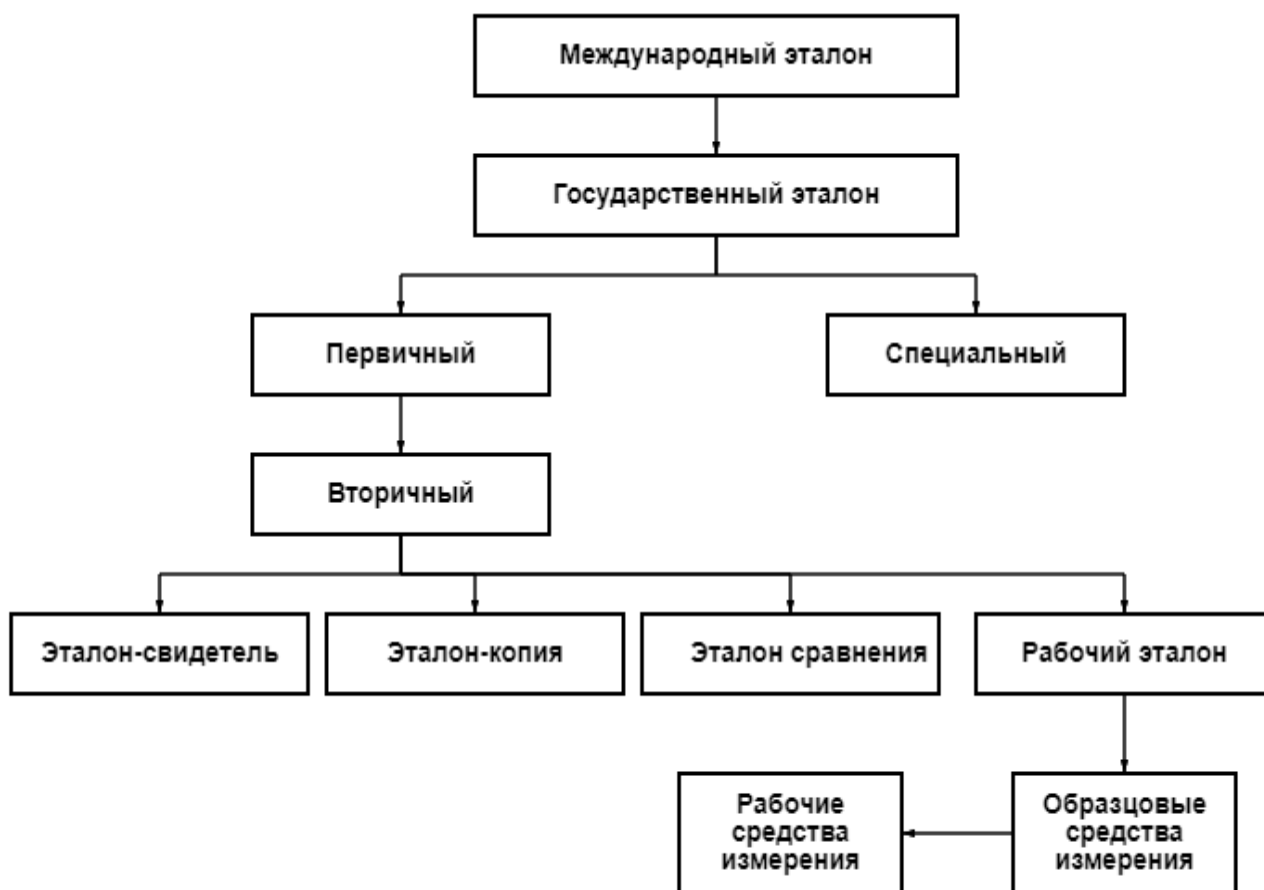 Международный эталон
Государственный эталон
Первичный
Специальный
Вторичный
Эталон-свидетель
Эталон-копия
Эталон сравнения
Рабочий эталон
Рабочие
средства
измерения
Образцовые
средства
измерения